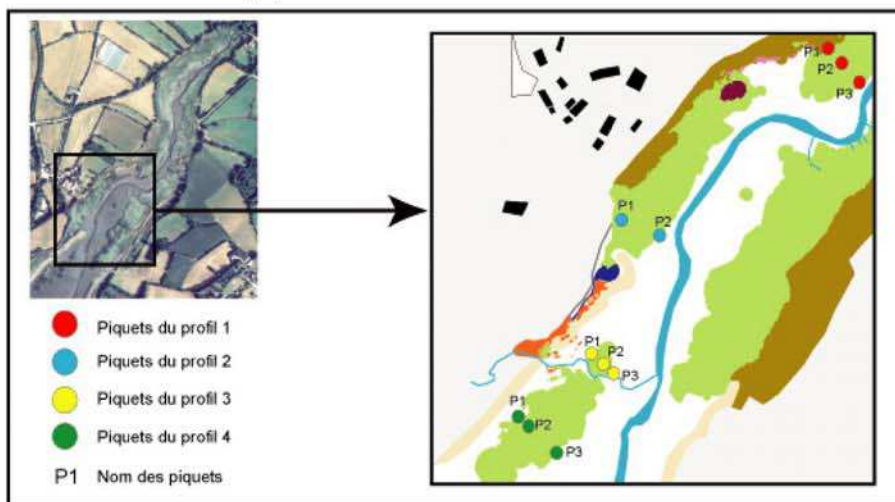 P1
P2
P3
P1
P2
Piquets du profil 1
Piquets du profil 2
Piquets du profil 3
Piquets du profil 4
P1 Nom des piquets
P1
P2
P3
P1
P2
P3